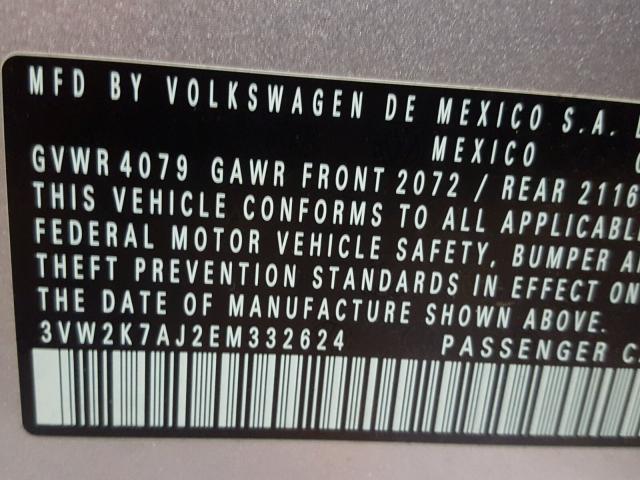 MFD BY VOLKSWAGEN DE MEXICO S.A.
MEXICO
GVWR 4079 GAWR FRONT 2072 / REAR 2116
THIS VEHICLE CONFORMS TO ALL APPLICABLE
FEDERAL MOTOR VEHICLE SAFETY, BUMPER
THEFT PREVENTION STANDARDS IN EFFECT ON
THE DATE OF MANUFACTURE SHOWN ABOVE.
3VW2K7AJ2EM332624 PASSENGER